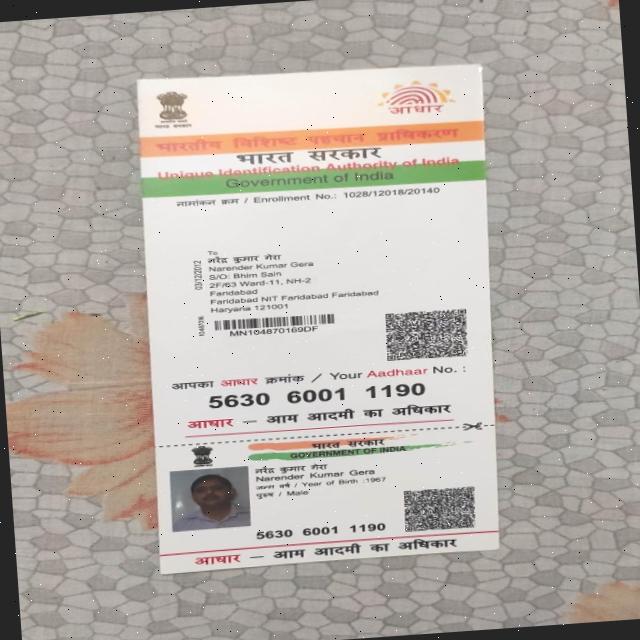 आधार
भारतीय विशिष्ट पहचान प्राधिकरण
भारत सरकार
Unique Identification Authority of India
Government of India
नामांकन क्रम / Enrollment No.: 1028/12018/20140
To
नरेंद्र कुमार गेरा
Narender Kumar Gera
S/O: Bhim Sain
2F/63 Ward-11, NH-2
Faridabad
Faridabad NIT Faridabad Faridabad
Haryana 121001
03/12/2012
MN104870169DF
आपका आधार क्रमांक / Your Aadhaar No. :
5630 6001 1190
आधार — आम आदमी का अधिकार
भारत सरकार
GOVERNMENT OF INDIA
नरेंद्र कुमार गेरा
Narender Kumar Gera
जन्म वर्ष / Year of Birth :1967
पुरुष / Male
5630 6001 1190
आधार — आम आदमी का अधिकार